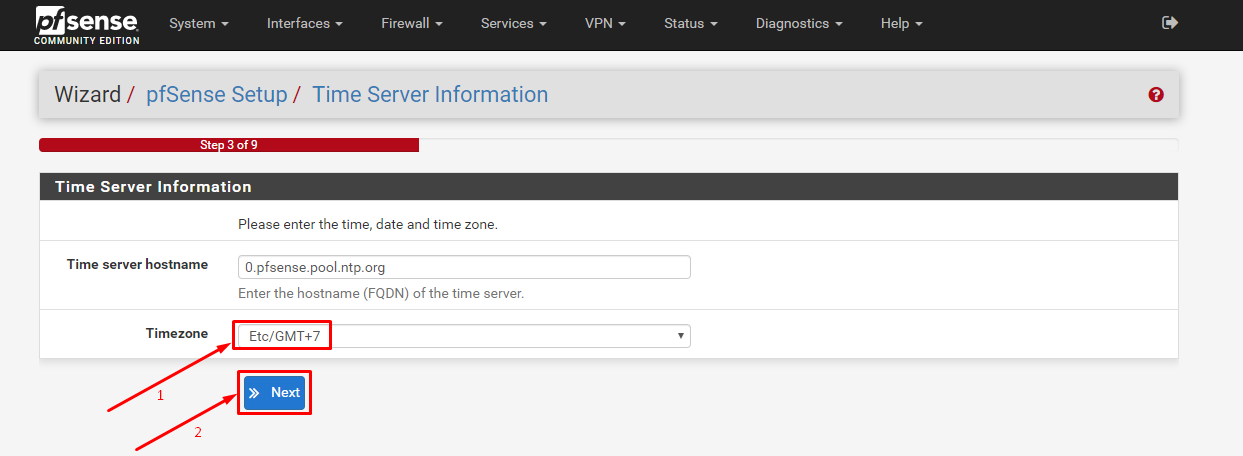 pfsense System Interfaces Firewall Services VPN Status Diagnostics Help
COMMUNITY EDITION
Wizard / pfSense Setup / Time Server Information
Step 3 of 9
Time Server Information
Please enter the time, date and time zone.
Time server hostname 0.pfsense.pool.ntp.org
Enter the hostname (FQDN) of the time server.
Timezone Etc/GMT+7
1
Next
2